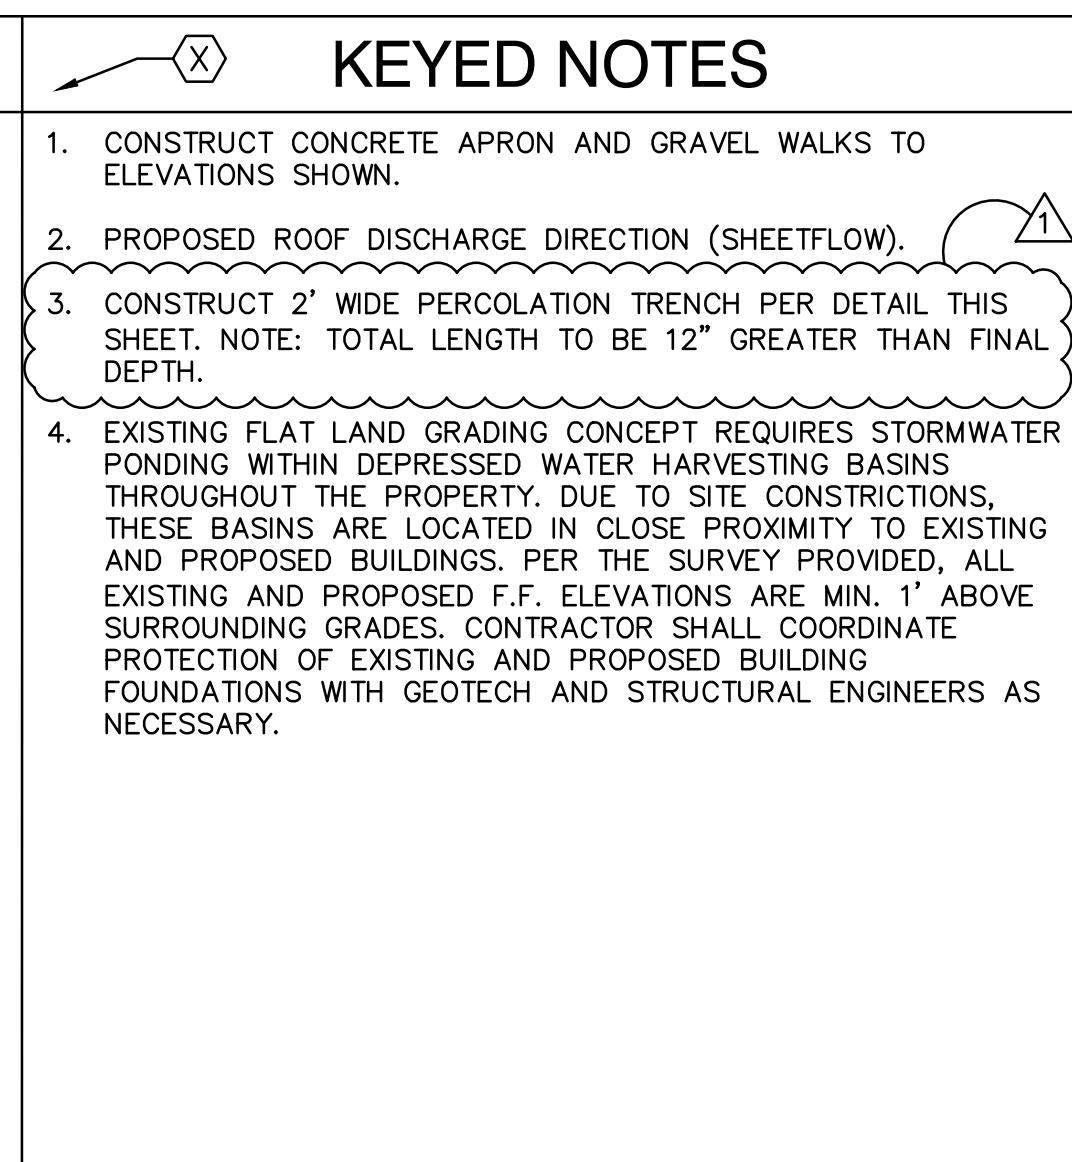 X
KEYED NOTES
1. CONSTRUCT CONCRETE APRON AND GRAVEL WALKS TO
ELEVATIONS SHOWN.
1
2. PROPOSED ROOF DISCHARGE DIRECTION (SHEETFLOW).
3. CONSTRUCT 2' WIDE PERCOLATION TRENCH PER DETAIL THIS
SHEET. NOTE: TOTAL LENGTH TO BE 12" GREATER THAN FINAL
DEPTH.
4. EXISTING FLAT LAND GRADING CONCEPT REQUIRES STORMWATER
PONDING WITHIN DEPRESSED WATER HARVESTING BASINS
THROUGHOUT THE PROPERTY. DUE TO SITE CONSTRICTIONS,
THESE BASINS ARE LOCATED IN CLOSE PROXIMITY TO EXISTING
AND PROPOSED BUILDINGS. PER THE SURVEY PROVIDED, ALL
EXISTING AND PROPOSED F.F. ELEVATIONS ARE MIN. 1' ABOVE
SURROUNDING GRADES. CONTRACTOR SHALL COORDINATE
PROTECTION OF EXISTING AND PROPOSED BUILDING
FOUNDATIONS WITH GEOTECH AND STRUCTURAL ENGINEERS AS
NECESSARY.